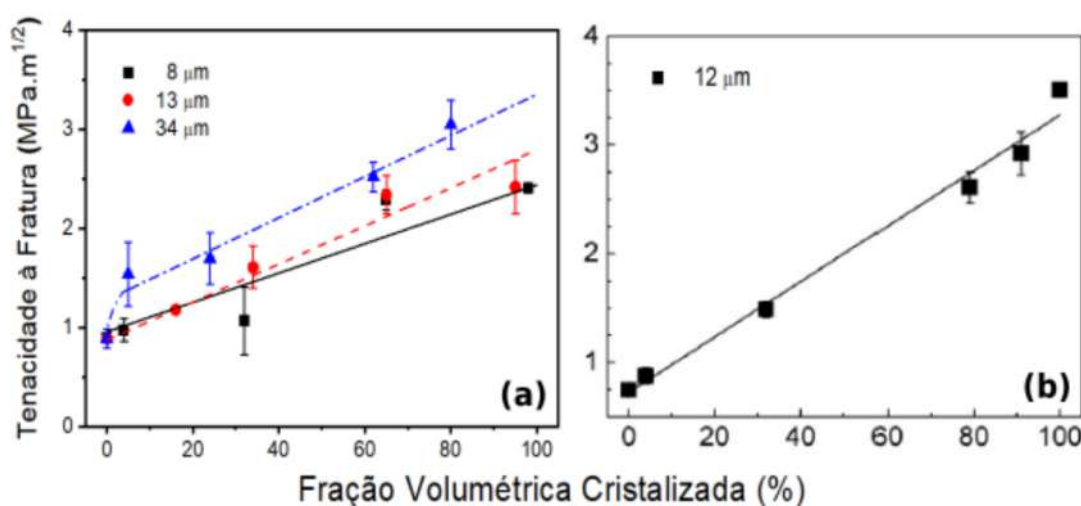 Tenacidade à Fratura (MPa.m^{1/2})
4
3
2
1
0
8 μm
13 μm
34 μm
(a)
0 20 40 60 80 100
12 μm
4
3
2
1
(b)
0 20 40 60 80 100
Fração Volumétrica Cristalizada (%)